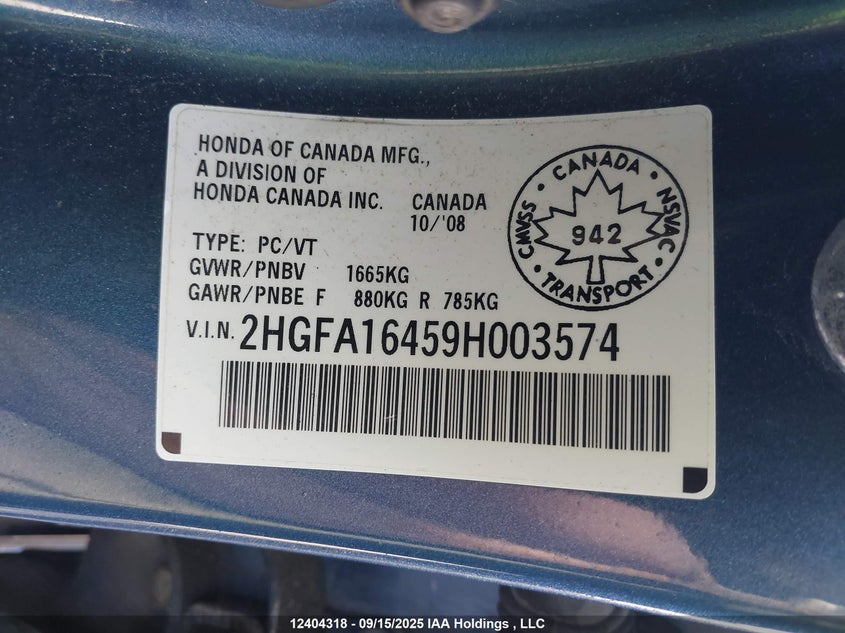 HONDA OF CANADA MFG.,
A DIVISION OF
HONDA CANADA INC. CANADA
10/'08
TYPE: PC/VT
GVWR/PNBV 1665KG
GAWR/PNBE F 880KG R 785KG
V.I.N. 2HGFA16459H003574
CMVSS · CANADA · NSVAC · TRANSPORT ·
942
12404318 - 09/15/2025 IAA Holdings , LLC